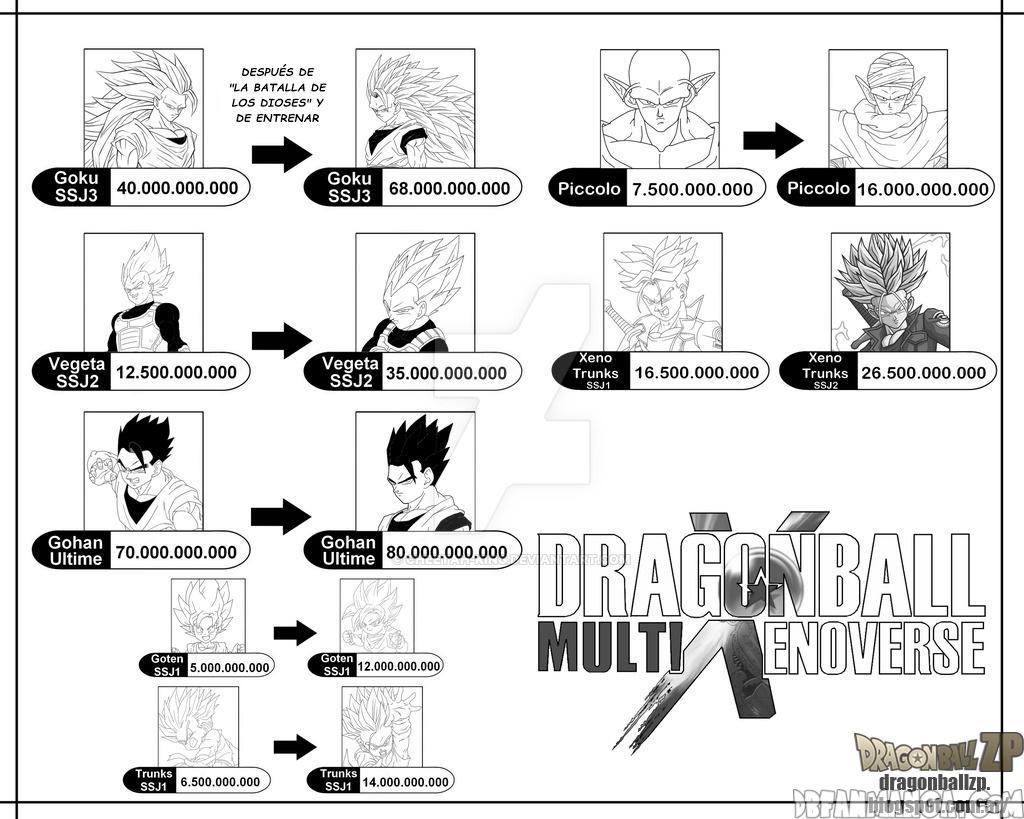 DESPUÉS DE
"LA BATALLA DE
LOS DIOSES" Y
DE ENTRENAR
Goku
SSJ3
40.000.000.000
Goku
SSJ3
68.000.000.000
Piccolo 7.500.000.000
Piccolo 16.000.000.000
Vegeta
SSJ2
12.500.000.000
Vegeta
SSJ2
35.000.000.000
Xeno
Trunks
SSJ1
16.500.000.000
Xeno
Trunks
SSJ2
26.500.000.000
Gohan
Ultime
70.000.000.000
Gohan
Ultime
80.000.000.000
Goten
SSJ1
5.000.000.000
Goten
SSJ1
12.000.000.000
Trunks
SSJ1
6.500.000.000
Trunks
SSJ1
14.000.000.000
DRAGONBALL
MULTI XENOVERSE
DRAGONBALL ZP
dragonballzp.
blogspot.com
DBFANMANGA.COM